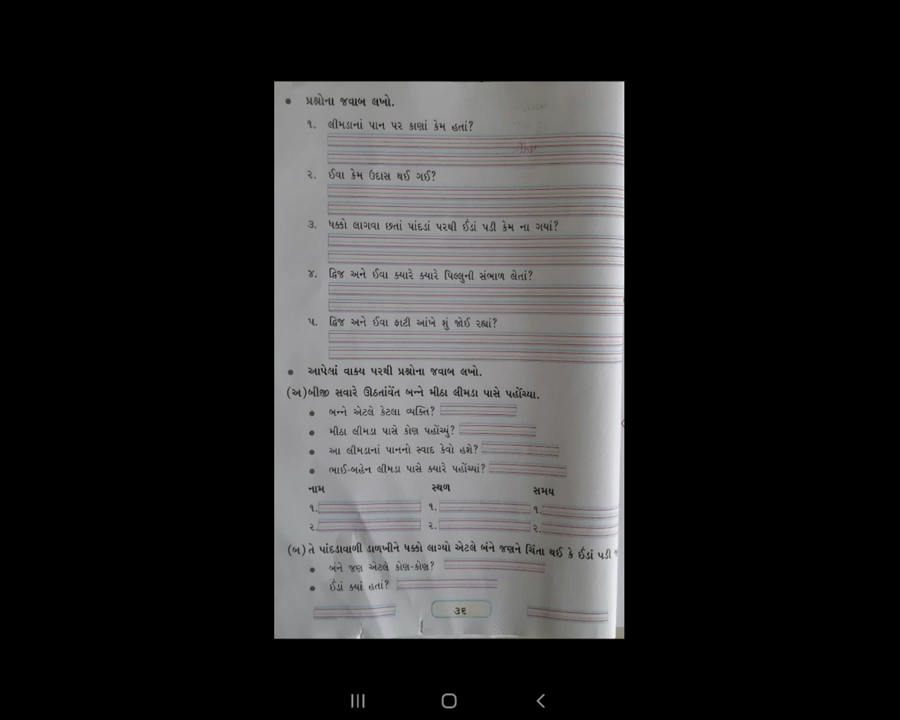 ● પ્રશ્નોના જવાબ લખો.
૧. લીમડાનાં પાન પર કાણાં કેમ હતાં?
૨. ઈવા કેમ ઉદાસ થઈ ગઈ?
૩. ધક્કો લાગવા છતાં પાંદડાં પરથી ઈંડાં પડી કેમ ના ગયાં?
૪. દ્વિજ અને ઈવા ક્યારે ક્યારે પિલ્લુની સંભાળ લેતાં?
૫. દ્વિજ અને ઈવા ફાટી આંખે શું જોઈ રહ્યાં?
● આપેલાં વાક્ય પરથી પ્રશ્નોના જવાબ લખો.
(અ) બીજી સવારે ઊઠતાંવેંત બન્ને મીઠા લીમડા પાસે પહોંચ્યા.
● બન્ને એટલે કેટલા વ્યક્તિ?
● મીઠા લીમડા પાસે કોણ પહોંચ્યું?
● આ લીમડાનાં પાનનો સ્વાદ કેવો હશે?
● ભાઈ-બહેન લીમડા પાસે ક્યારે પહોંચ્યાં?
નામ સ્થળ સમય
૧. ૧. ૧.
૨. ૨. ૨.
(બ) તે પાંદડાવાળી ડાળખીને ધક્કો લાગ્યો એટલે બંને જણને ચિંતા થઈ કે ઈંડાં પડી
● બંને જણ એટલે કોણ-કોણ?
● ઈંડાં ક્યાં હતાં?
૩૬